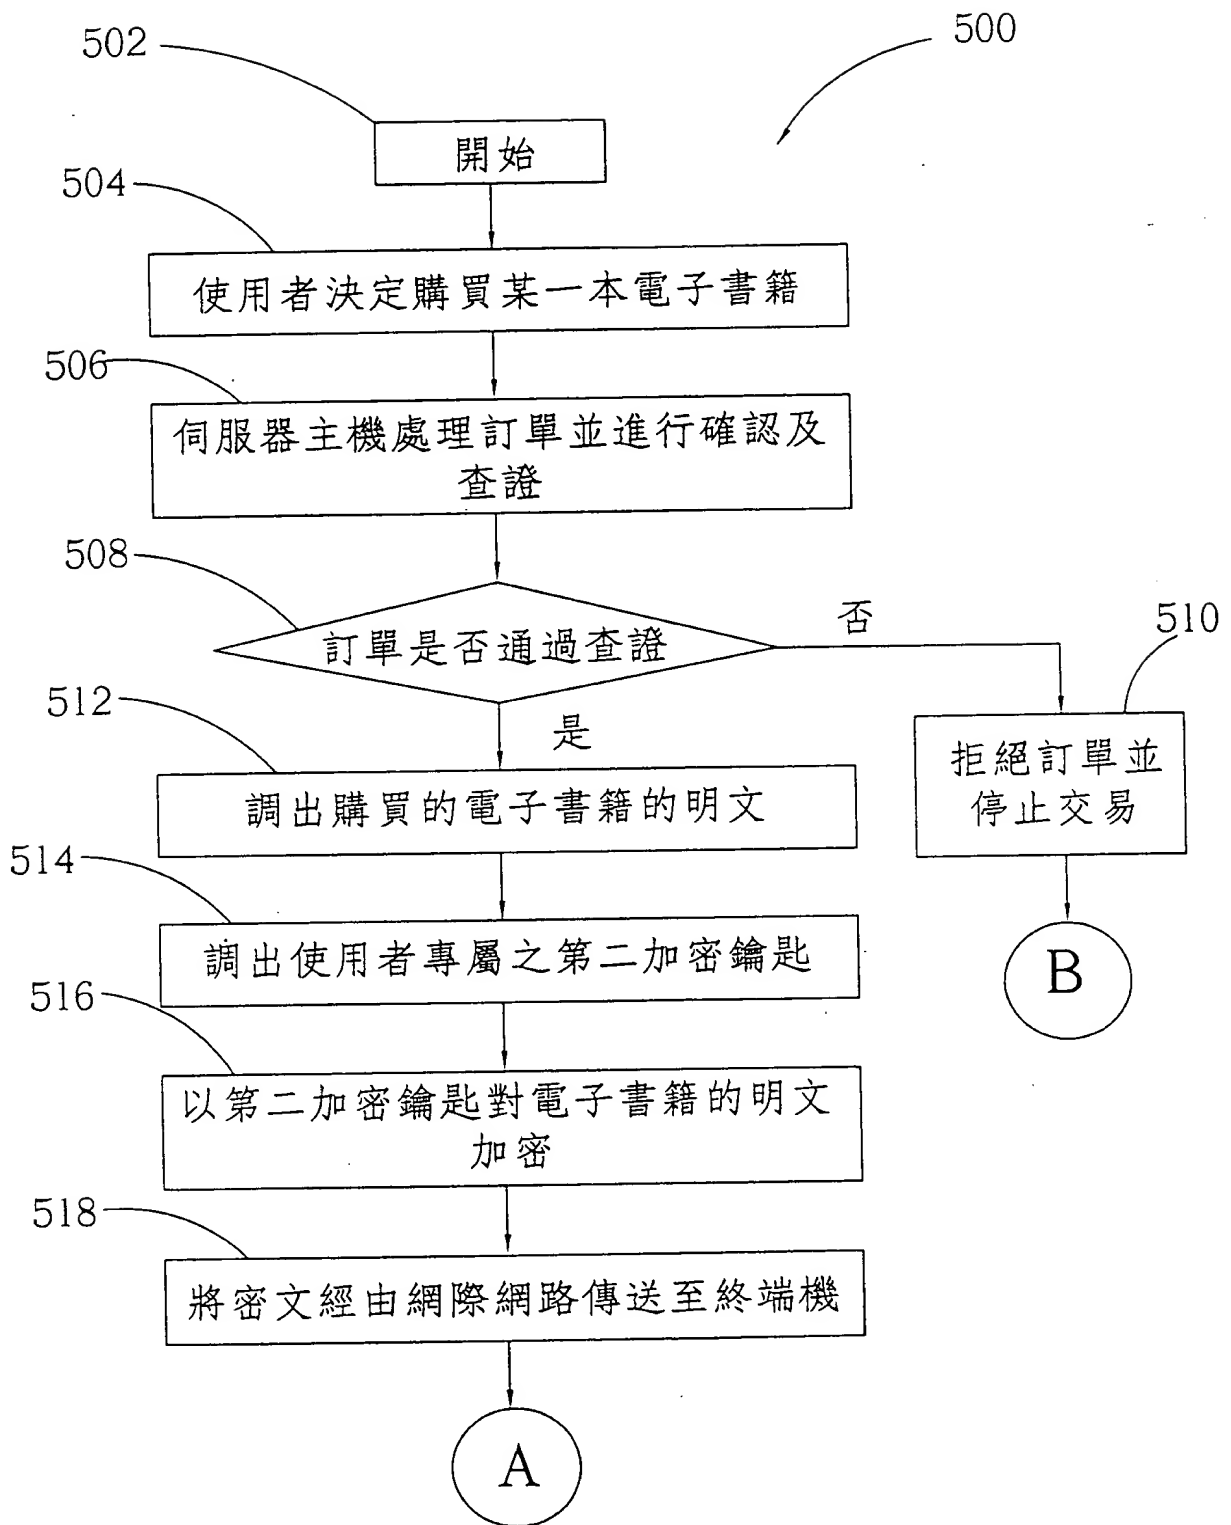 502
500
開始
504
使用者決定購買某一本電子書籍
506
伺服器主機處理訂單並進行確認及
查證
508
訂單是否通過查證
否
510
512
是
拒絕訂單並
停止交易
調出購買的電子書籍的明文
514
調出使用者專屬之第二加密鑰匙
B
516
以第二加密鑰匙對電子書籍的明文
加密
518
將密文經由網際網路傳送至終端機
A